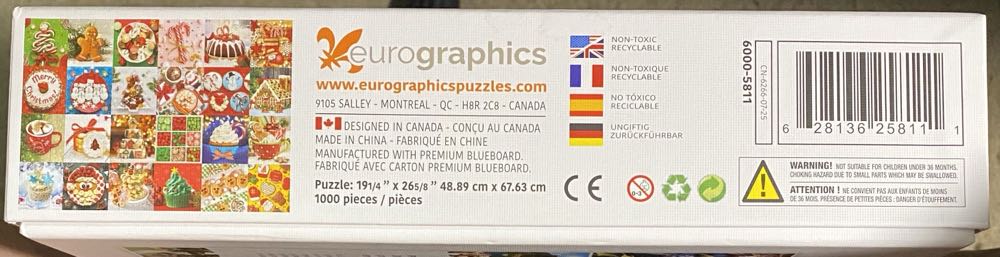 Merry
Christmas
eurographics
www.eurographicspuzzles.com
9105 SALLEY - MONTREAL - QC - H8R 2C8 - CANADA
DESIGNED IN CANADA - CONÇU AU CANADA
MADE IN CHINA - FABRIQUÉ EN CHINE
MANUFACTURED WITH PREMIUM BLUEBOARD.
FABRIQUÉ AVEC CARTON PREMIUM BLUEBOARD.
Puzzle: 19 1/4 " x 26 5/8 " 48.89 cm x 67.63 cm
1000 pieces / pièces
NON-TOXIC
RECYCLABLE
NON-TOXIQUE
RECYCLABLE
NO TÓXICO
RECICLABLE
UNGIFTIG
ZURÜCKFÜHRBAR
CE
0-3
6000-5811
CN-6266-07-25
6 28136 25811 1
WARNING! NOT SUITABLE FOR CHILDREN UNDER 36 MONTHS.
CHOKING HAZARD DUE TO SMALL PARTS WHICH MAY BE SWALLOWED.
ATTENTION ! NE CONVIENT PAS AUX ENFANTS DE MOINS
DE 36 MOIS. PRÉSENCE DE PETITES PIÈCES : DANGER D'ÉTOUFFEMENT.